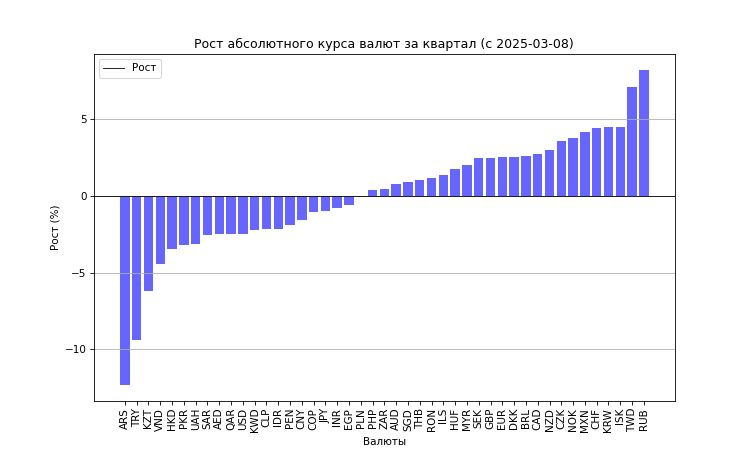 Рост абсолютного курса валют за квартал (с 2025-03-08)
Рост
Рост (%)
5
0
−5
−10
ARS TRY KZT VND HKD PKR UAH SAR AED QAR USD KWD CLP IDR PEN CNY COP JPY INR EGP PLN PHP ZAR AUD SGD THB RON ILS HUF MYR SEK GBP EUR DKK BRL CAD NZD CZK NOK MXN CHF KRW ISK TWD RUB
Валюты